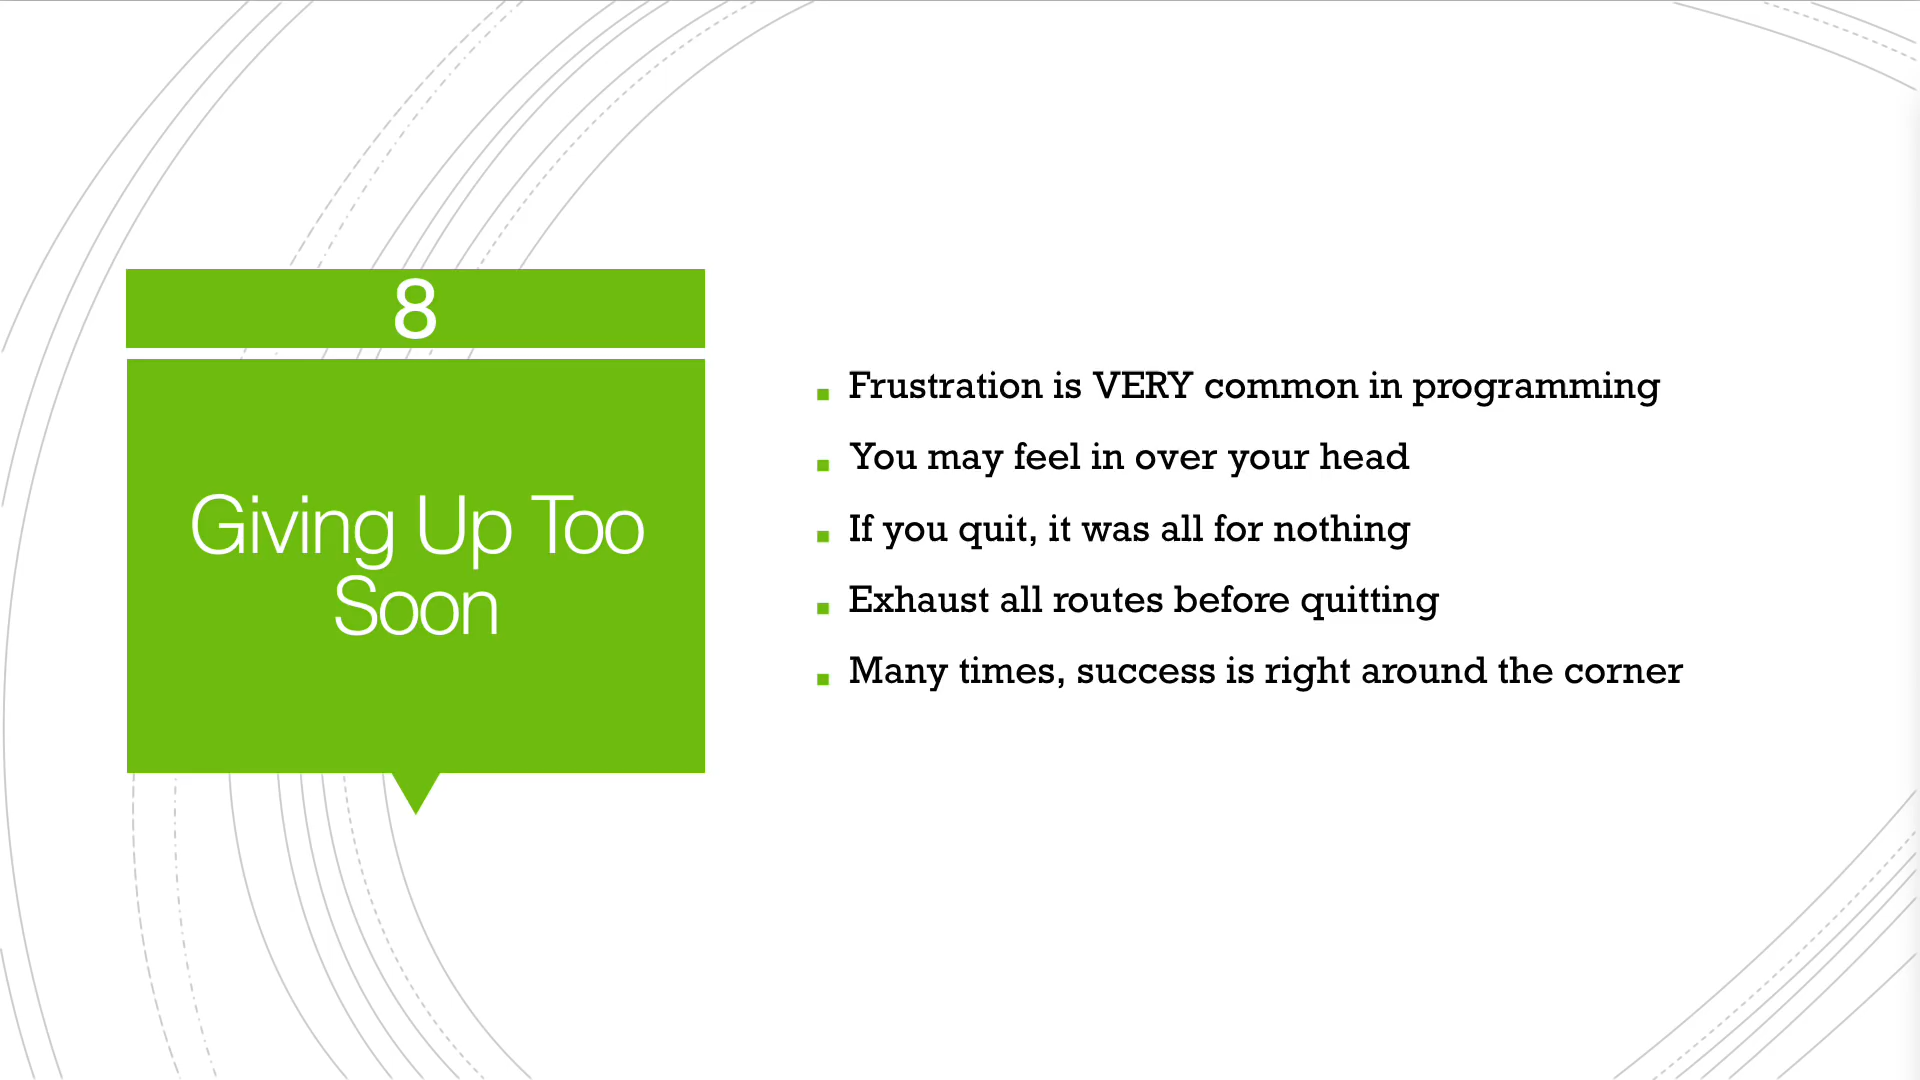 8
Giving Up Too
Soon
Frustration is VERY common in programming
You may feel in over your head
If you quit, it was all for nothing
Exhaust all routes before quitting
Many times, success is right around the corner